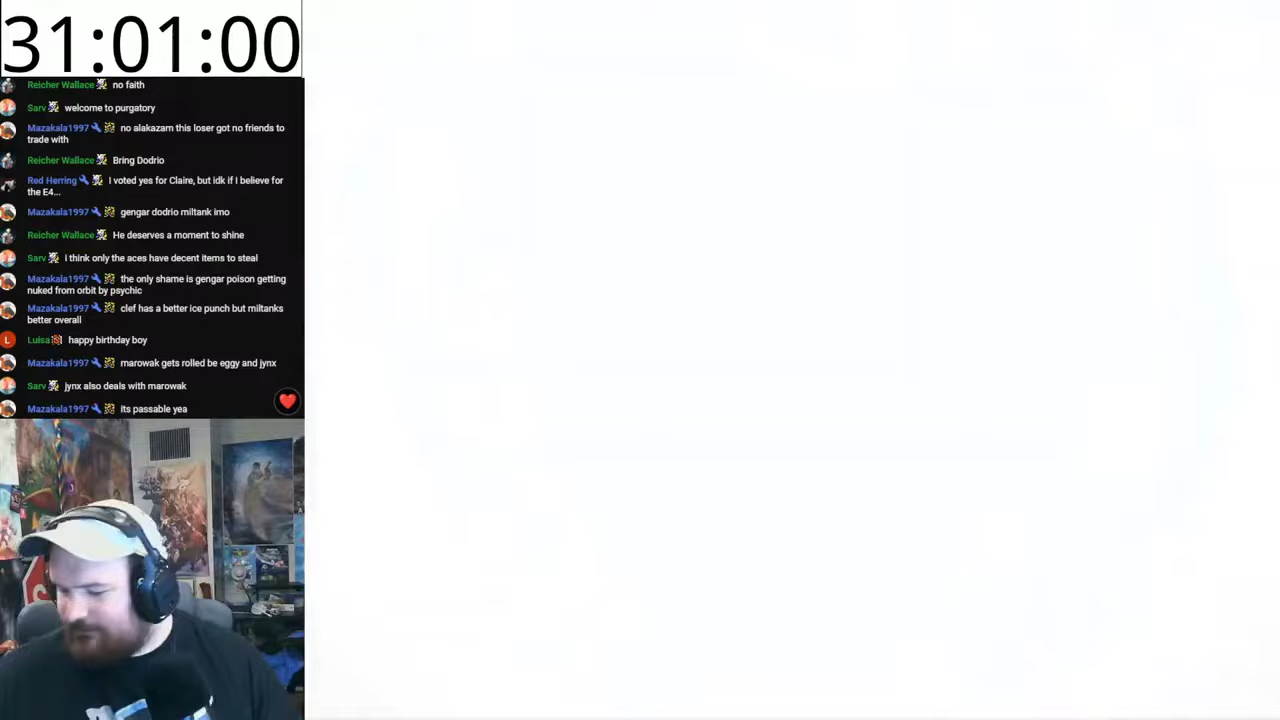 31:01:00
Reicher Wallace no faith
Sarv welcome to purgatory
Mazakala1997 no alakazam this loser got no friends to
trade with
Reicher Wallace Bring Dodrio
Red Herring I voted yes for Claire, but idk if I believe for
the E4...
Mazakala1997 gengar dodrio miltank imo
Reicher Wallace He deserves a moment to shine
Sarv i think only the aces have decent items to steal
Mazakala1997 the only shame is gengar poison getting
nuked from orbit by psychic
Mazakala1997 clef has a better ice punch but miltanks
better overall
L Luisa happy birthday boy
Mazakala1997 marowak gets rolled be eggy and jynx
Sarv jynx also deals with marowak
Mazakala1997 its passable yea